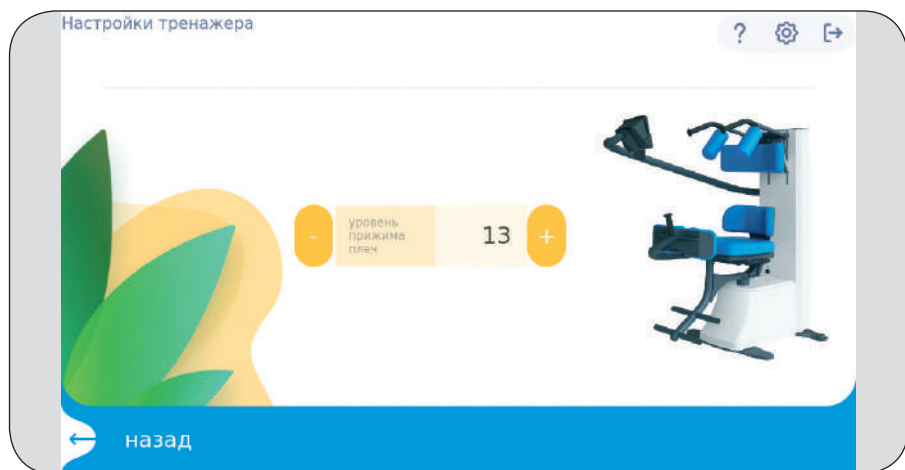 Настройки тренажера
?
-
уровень
прижима
плеч
13
+
← назад